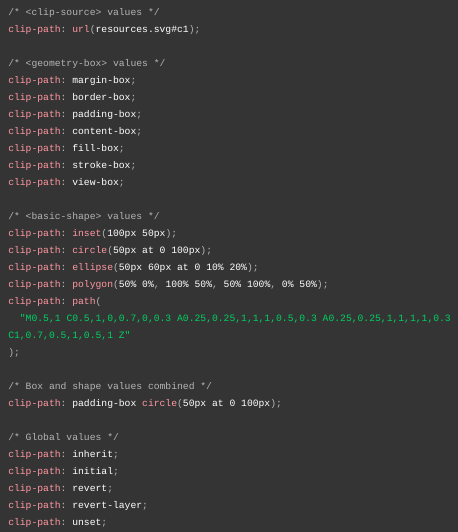 /* <clip-source> values */
clip-path: url(resources.svg#c1);
/* <geometry-box> values */
clip-path: margin-box;
clip-path: border-box;
clip-path: padding-box;
clip-path: content-box;
clip-path: fill-box;
clip-path: stroke-box;
clip-path: view-box;
/* <basic-shape> values */
clip-path: inset(100px 50px);
clip-path: circle(50px at 0 100px);
clip-path: ellipse(50px 60px at 0 10% 20%);
clip-path: polygon(50% 0%, 100% 50%, 50% 100%, 0% 50%);
clip-path: path(
"M0.5,1 C0.5,1,0,0.7,0,0.3 A0.25,0.25,1,1,1,0.5,0.3 A0.25,0.25,1,1,1,1,0.3
C1,0.7,0.5,1,0.5,1 Z"
);
/* Box and shape values combined */
clip-path: padding-box circle(50px at 0 100px);
/* Global values */
clip-path: inherit;
clip-path: initial;
clip-path: revert;
clip-path: revert-layer;
clip-path: unset;